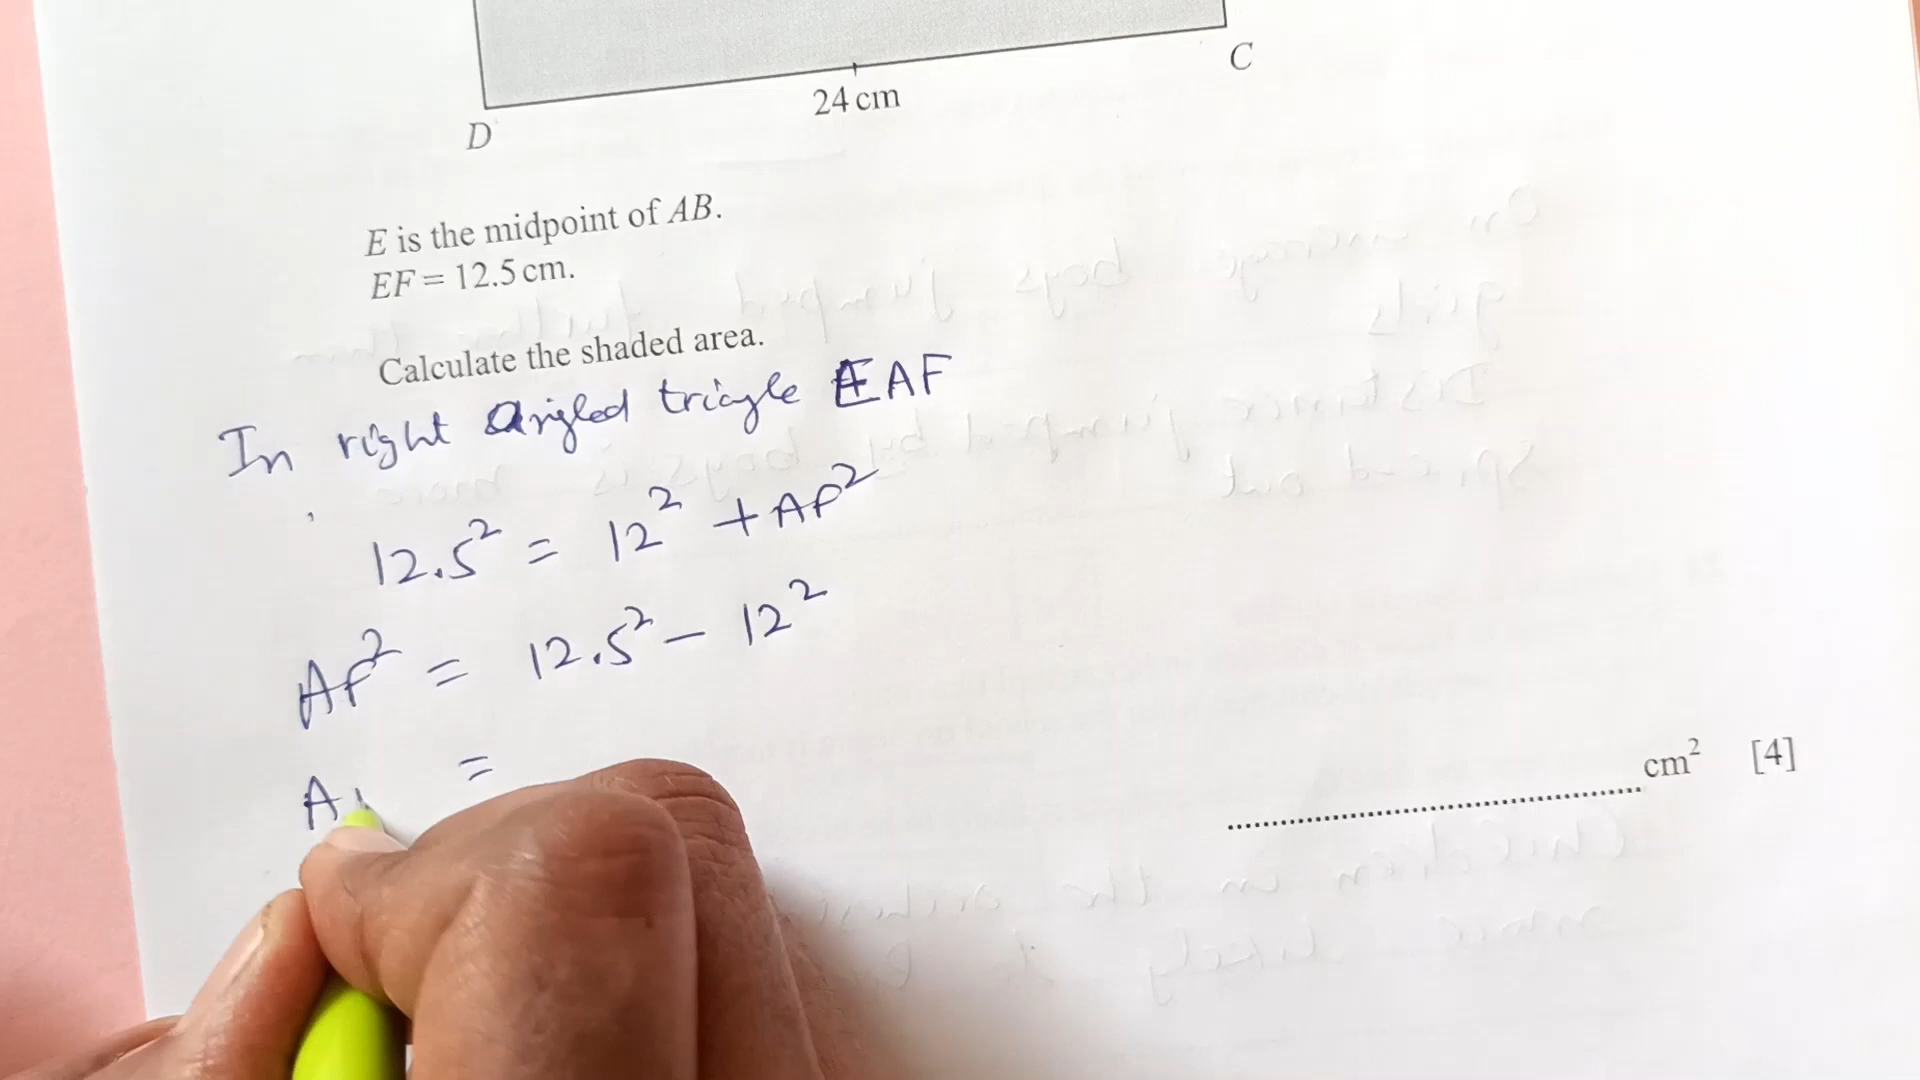 C
24 cm
D
E is the midpoint of AB.
EF = 12.5 cm.
Calculate the shaded area.
In right angled triagle EAF
12.5² = 12² + AF²
AF² = 12.5² - 12²
A =
cm² [4]